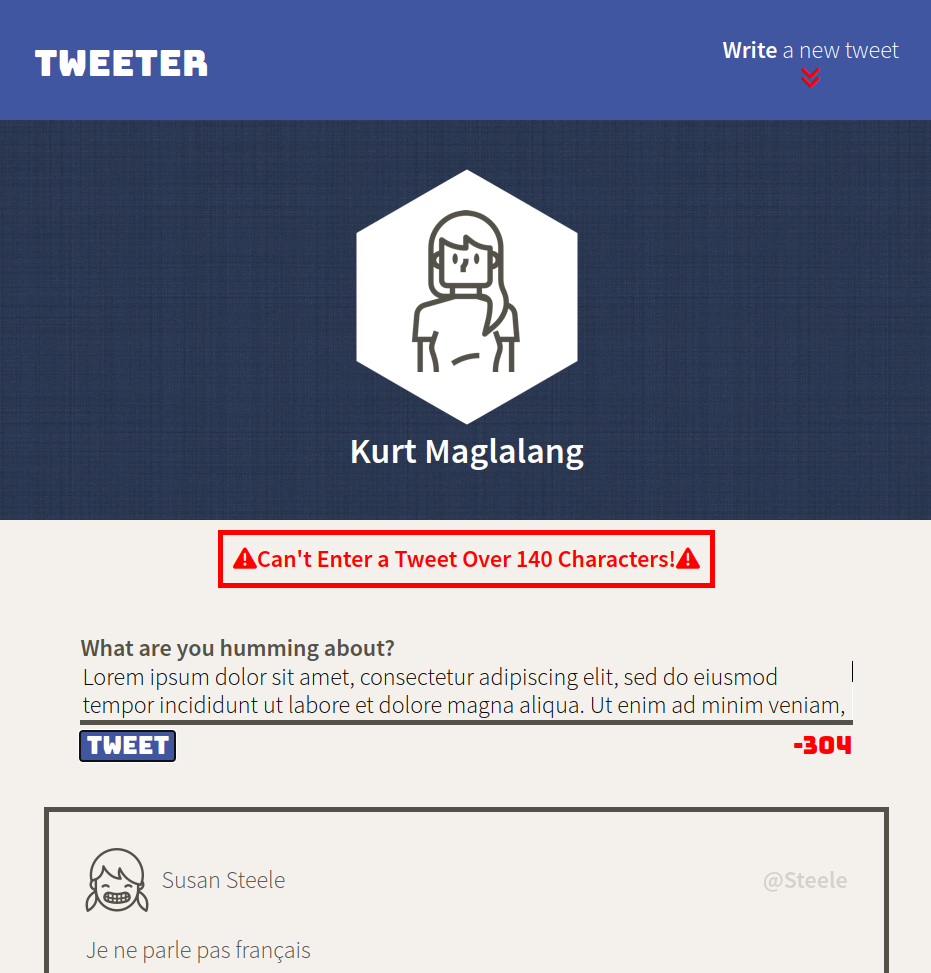 TWEETER
Write a new tweet
Kurt Maglalang
Can't Enter a Tweet Over 140 Characters!
What are you humming about?
Lorem ipsum dolor sit amet, consectetur adipiscing elit, sed do eiusmod
tempor incididunt ut labore et dolore magna aliqua. Ut enim ad minim veniam,
TWEET
-304
Susan Steele
@Steele
Je ne parle pas français